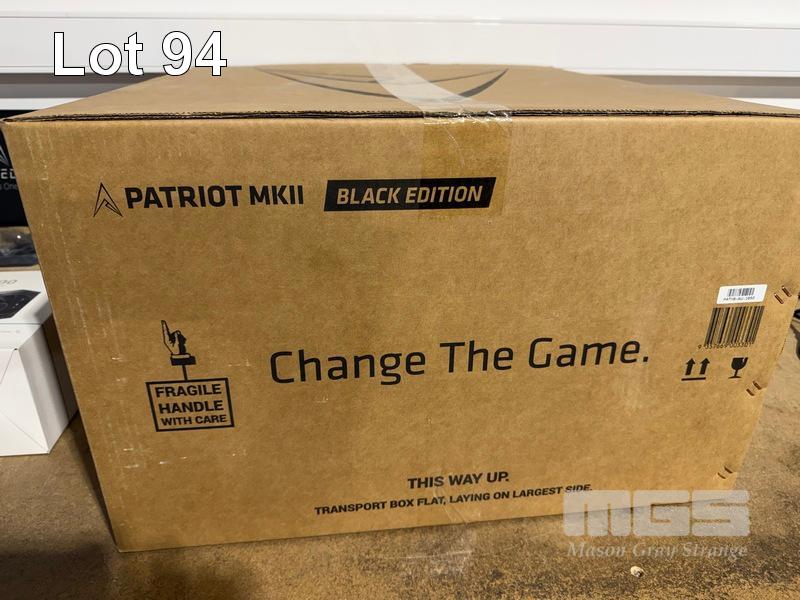 Lot 94
PATRIOT MKII BLACK EDITION
Change The Game.
FRAGILE
HANDLE
WITH CARE
THIS WAY UP.
TRANSPORT BOX FLAT, LAYING ON LARGEST SIDE.
MGS
Mason Gray Strange